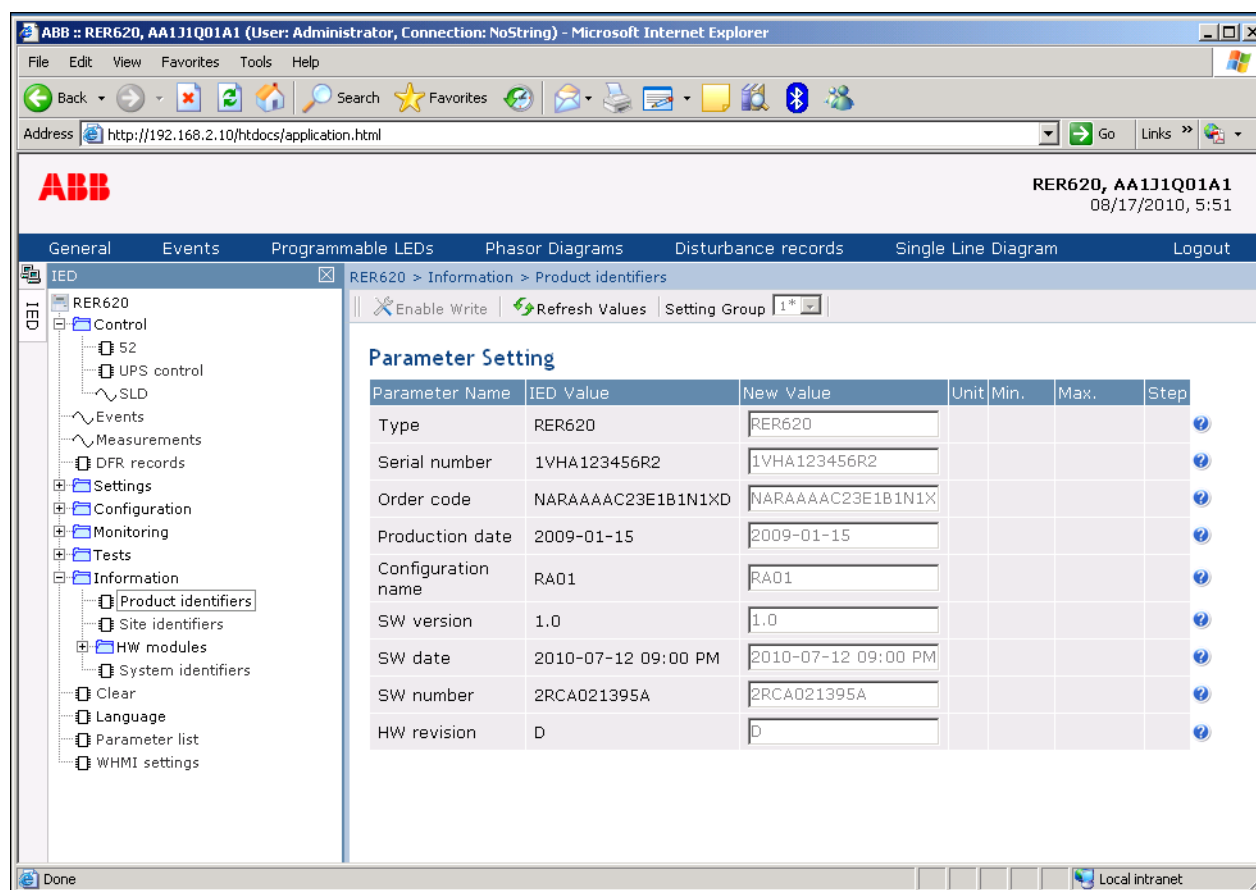 ABB :: RER620, AA1J1Q01A1 (User: Administrator, Connection: NoString) - Microsoft Internet Explorer
File Edit View Favorites Tools Help
Back Search Favorites
Address http://192.168.2.10/htdocs/application.html Go Links »
ABB
RER620, AA1J1Q01A1
08/17/2010, 5:51
General Events Programmable LEDs Phasor Diagrams Disturbance records Single Line Diagram Logout
IED
IED
RER620
Control
52
UPS control
SLD
Events
Measurements
DFR records
Settings
Configuration
Monitoring
Tests
Information
Product identifiers
Site identifiers
HW modules
System identifiers
Clear
Language
Parameter list
WHMI settings
RER620 > Information > Product identifiers
Enable Write Refresh Values Setting Group 1*
Parameter Setting
Parameter Name IED Value New Value Unit Min. Max. Step
Type RER620 RER620
Serial number 1VHA123456R2 1VHA123456R2
Order code NARAAAAC23E1B1N1XD NARAAAAC23E1B1N1X
Production date 2009-01-15 2009-01-15
Configuration name RA01 RA01
SW version 1.0 1.0
SW date 2010-07-12 09:00 PM 2010-07-12 09:00 PM
SW number 2RCA021395A 2RCA021395A
HW revision D D
Done Local intranet